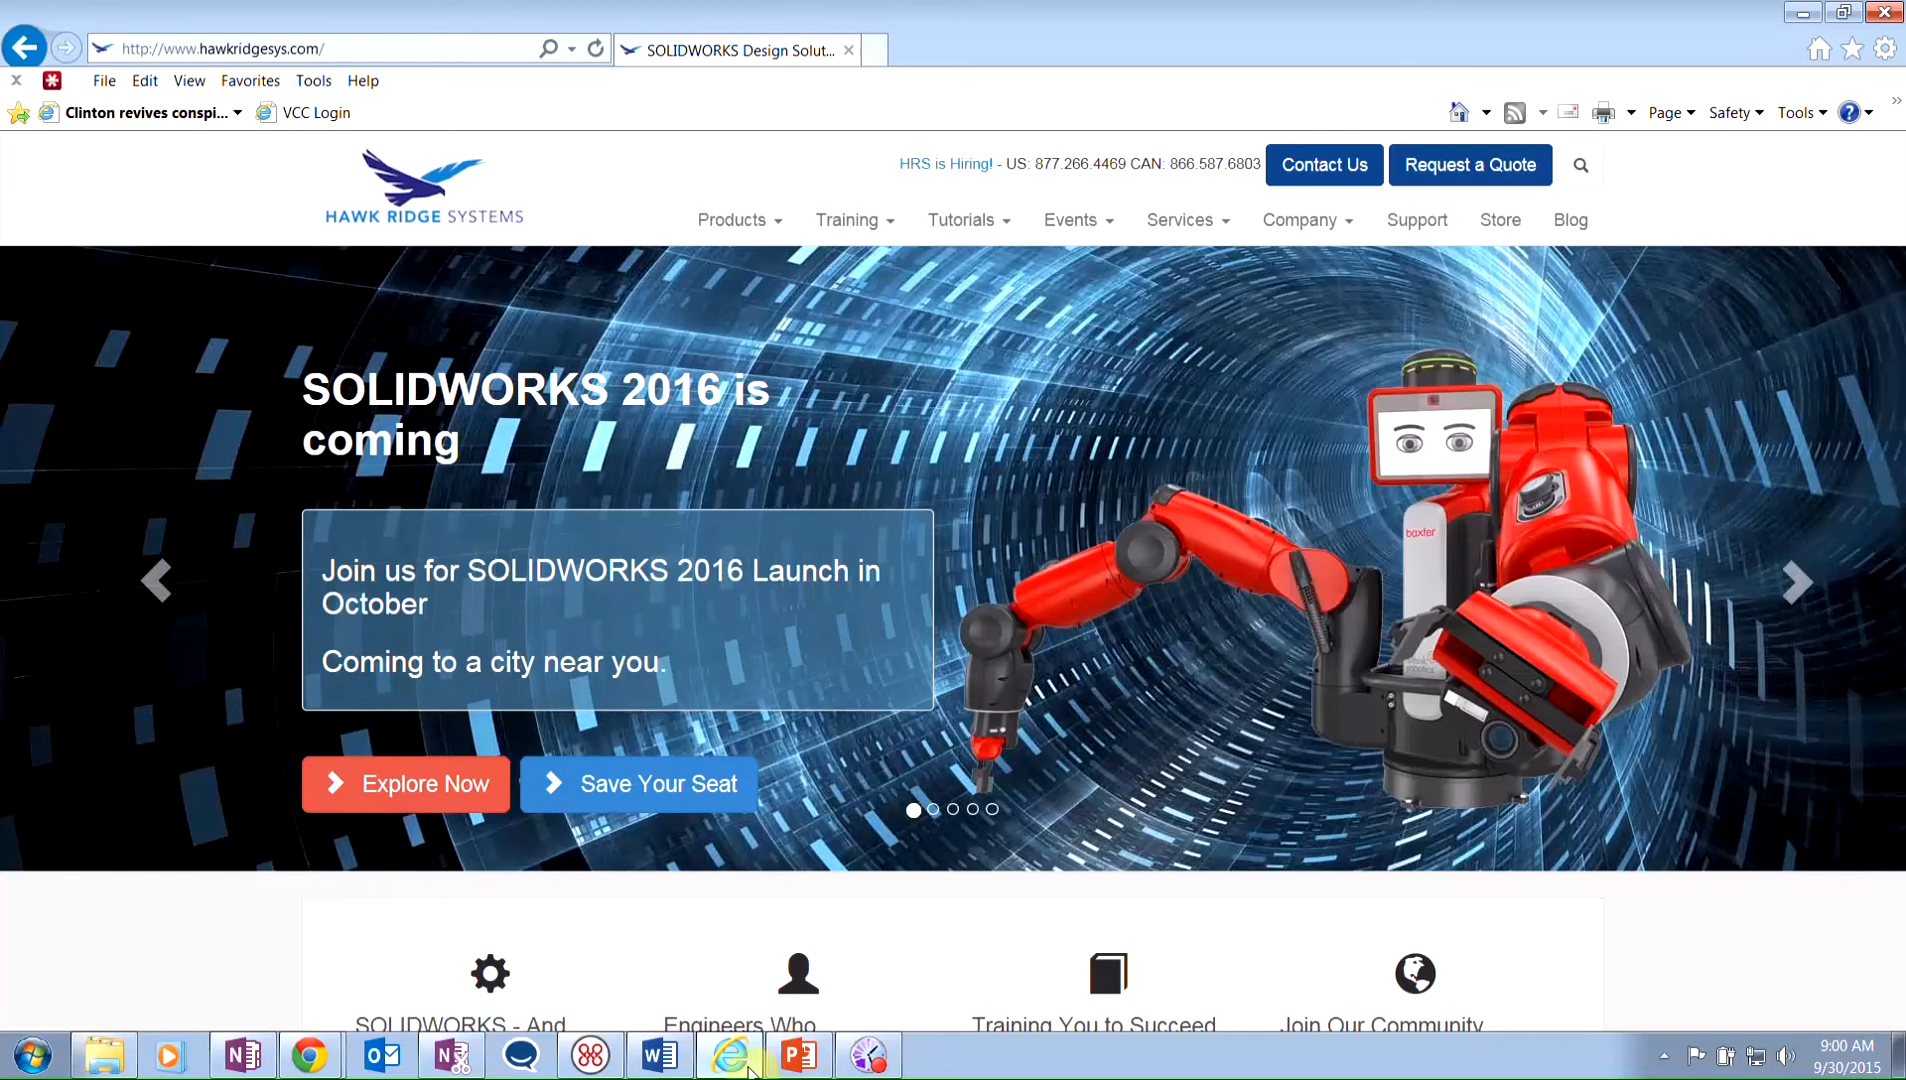 http://www.hawkridgesys.com/
SOLIDWORKS Design Solut...
File Edit View Favorites Tools Help
Clinton revives conspi... VCC Login
Page Safety Tools
HAWK RIDGE SYSTEMS
HRS is Hiring! - US: 877.266.4469 CAN: 866.587.6803 Contact Us Request a Quote
Products Training Tutorials Events Services Company Support Store Blog
SOLIDWORKS 2016 is
coming
baxter
Join us for SOLIDWORKS 2016 Launch in
October
Coming to a city near you.
Explore Now Save Your Seat
SOLIDWORKS - And Engineers Who Training You to Succeed Join Our Community
9:00 AM
9/30/2015